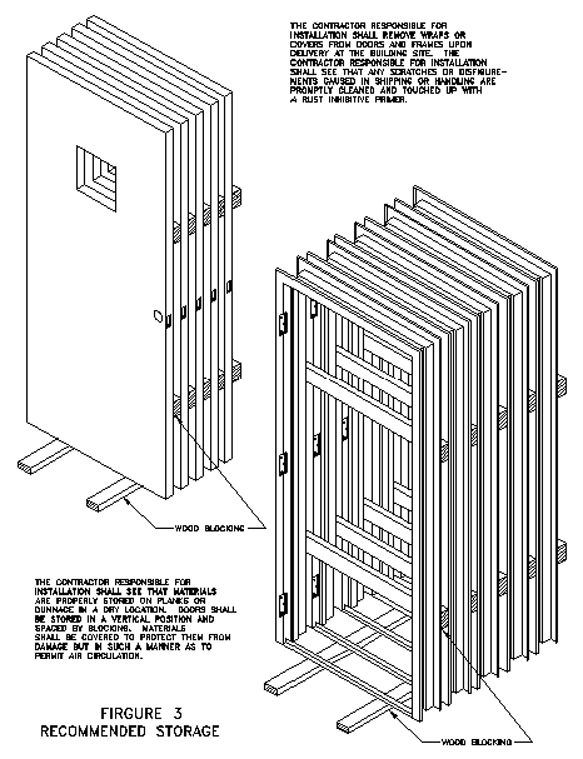 THE CONTRACTOR RESPONSIBLE FOR
INSTALLATION SHALL REMOVE WRAPS OR
COVERS FROM DOORS AND FRAMES UPON
DELIVERY AT THE BUILDING SITE. THE
CONTRACTOR RESPONSIBLE FOR INSTALLATION
SHALL SEE THAT ANY SCRATCHES OR DISFIGURE-
MENTS CAUSED IN SHIPPING OR HANDLING ARE
PROMPTLY CLEANED AND TOUCHED UP WITH
A RUST INHIBITIVE PRIMER.
WOOD BLOCKING
THE CONTRACTOR RESPONSIBLE FOR
INSTALLATION SHALL SEE THAT MATERIALS
ARE PROPERLY STORED ON PLANKS OR
DUNNAGE IN A DRY LOCATION. DOORS SHALL
BE STORED IN A VERTICAL POSITION AND
SPACED BY BLOCKING. MATERIALS
SHALL BE COVERED TO PROTECT THEM FROM
DAMAGE BUT IN SUCH A MANNER AS TO
PERMIT AIR CIRCULATION.
FIRGURE 3
RECOMMENDED STORAGE
WOOD BLOCKING